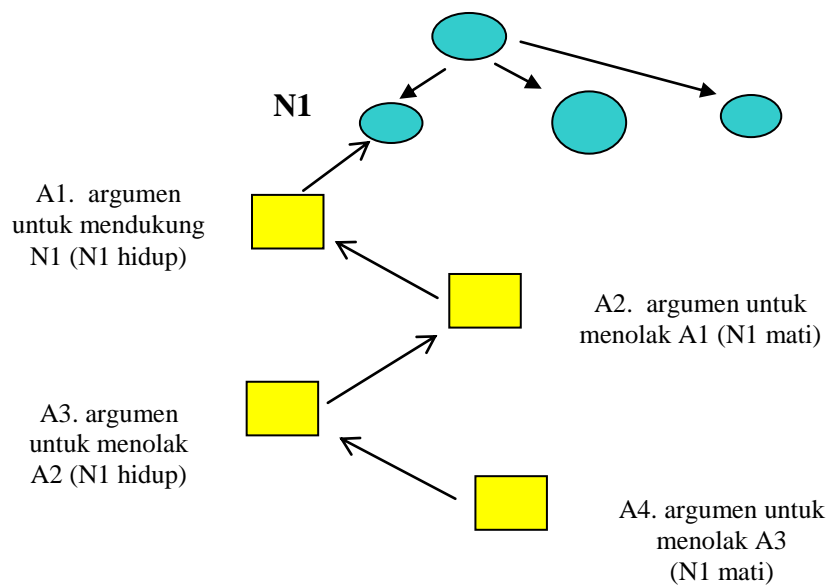 N1
A1. argumen
untuk mendukung
N1 (N1 hidup)
A2. argumen untuk
menolak A1 (N1 mati)
A3. argumen
untuk menolak
A2 (N1 hidup)
A4. argumen untuk
menolak A3
(N1 mati)